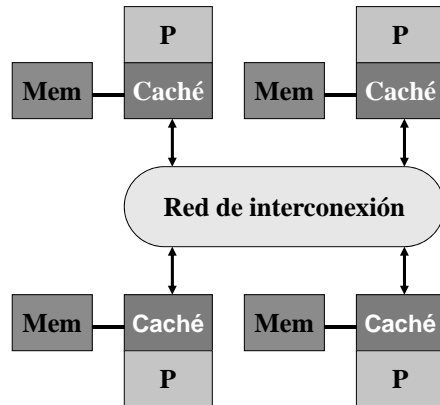 P
P
Mem
Caché
Mem
Caché
Red de interconexión
Mem
Caché
Mem
Caché
P
P